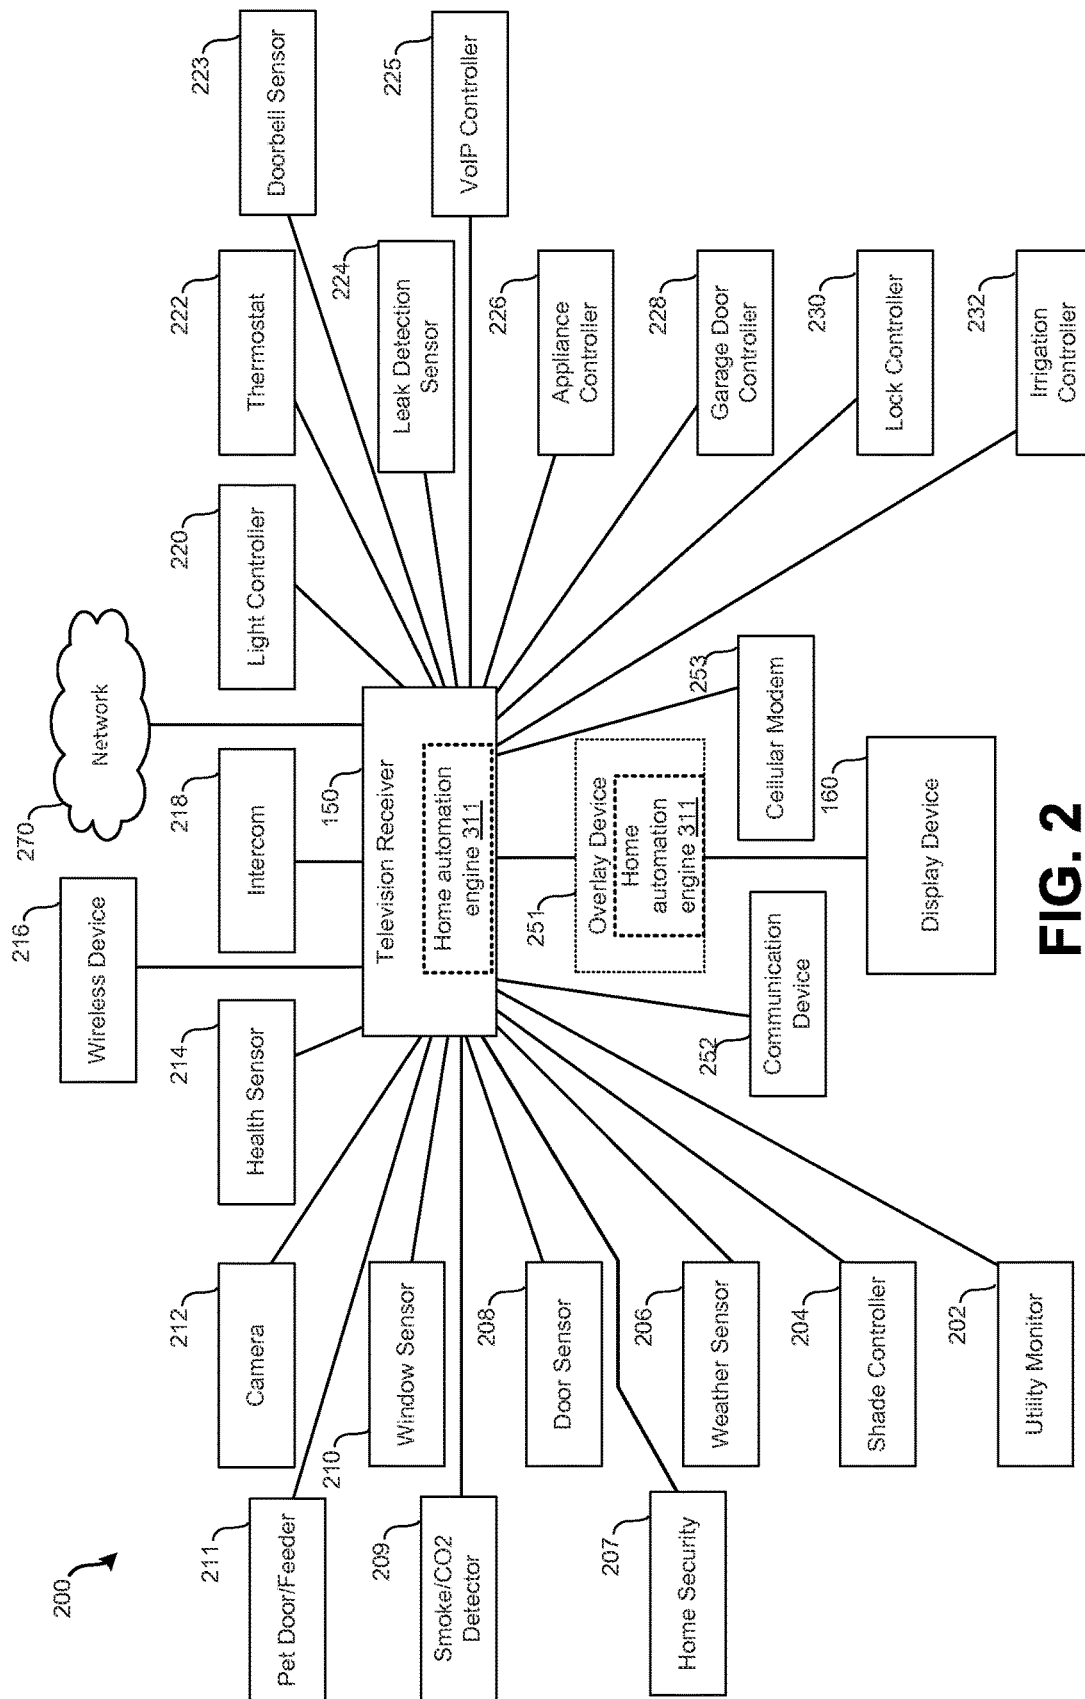 200
270
Network
216
Wireless Device
223
Doorbell Sensor
214
Health Sensor
218
Intercom
220
Light Controller
222
Thermostat
212
Camera
211
Pet Door/Feeder
210
Window Sensor
209
Smoke/CO2
Detector
208
Door Sensor
207
Home Security
206
Weather Sensor
204
Shade Controller
202
Utility Monitor
150
Television Receiver
Home automation
engine 311
251
Overlay Device
Home
automation
engine 311
252
Communication
Device
253
Cellular Modem
160
Display Device
224
Leak Detection
Sensor
225
VoIP Controller
226
Appliance
Controller
228
Garage Door
Controller
230
Lock Controller
232
Irrigation
Controller
FIG. 2